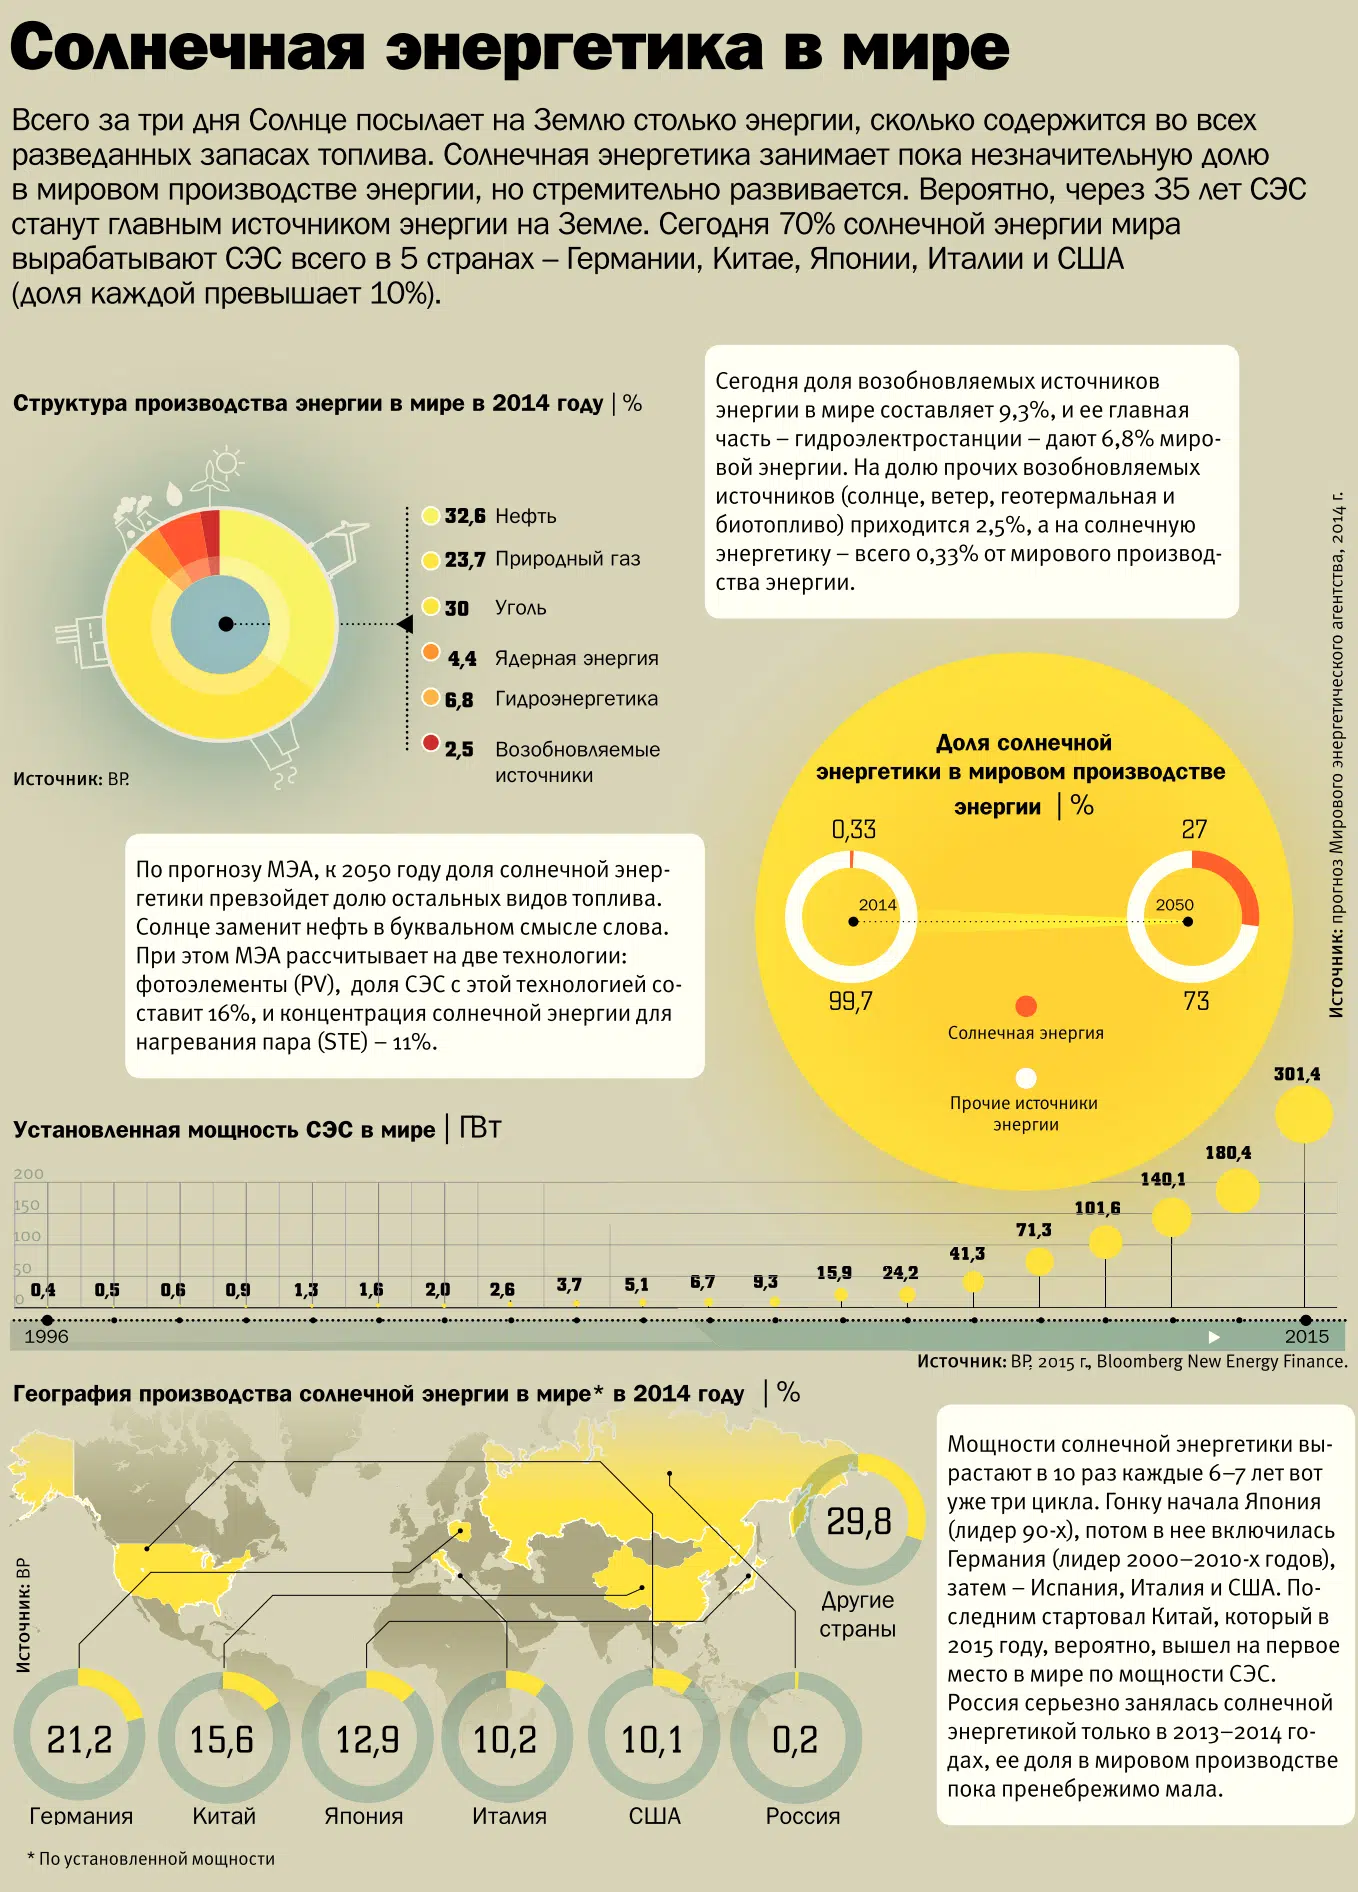 Солнечная энергетика в мире
Всего за три дня Солнце посылает на Землю столько энергии, сколько содержится во всех
разведанных запасах топлива. Солнечная энергетика занимает пока незначительную долю
в мировом производстве энергии, но стремительно развивается. Вероятно, через 35 лет СЭС
станут главным источником энергии на Земле. Сегодня 70% солнечной энергии мира
вырабатывают СЭС всего в 5 странах – Германии, Китае, Японии, Италии и США
(доля каждой превышает 10%).
Структура производства энергии в мире в 2014 году | %
32,6 Нефть
23,7 Природный газ
30 Уголь
4,4 Ядерная энергия
6,8 Гидроэнергетика
2,5 Возобновляемые
источники
Источник: BP.
Сегодня доля возобновляемых источников
энергии в мире составляет 9,3%, и ее главная
часть – гидроэлектростанции – дают 6,8% миро-
вой энергии. На долю прочих возобновляемых
источников (солнце, ветер, геотермальная и
биотопливо) приходится 2,5%, а на солнечную
энергетику – всего 0,33% от мирового производ-
ства энергии.
Доля солнечной
энергетики в мировом производстве
энергии | %
0,33
27
2014
2050
99,7
73
Солнечная энергия
Прочие источники
энергии
Источник: прогноз Мирового энергетического агентства, 2014 г.
По прогнозу МЭА, к 2050 году доля солнечной энер-
гетики превзойдет долю остальных видов топлива.
Солнце заменит нефть в буквальном смысле слова.
При этом МЭА рассчитывает на две технологии:
фотоэлементы (PV), доля СЭС с этой технологией со-
ставит 16%, и концентрация солнечной энергии для
нагревания пара (STE) – 11%.
Установленная мощность СЭС в мире | ГВт
200
150
100
50
0
0,4 0,5 0,6 0,9 1,3 1,6 2,0 2,6 3,7 5,1 6,7 9,3 15,9 24,2 41,3 71,3 101,6 140,1 180,4 301,4
1996 2015
Источник: BP, 2015 г., Bloomberg New Energy Finance.
География производства солнечной энергии в мире* в 2014 году | %
Источник: BP
29,8
Другие
страны
21,2 15,6 12,9 10,2 10,1 0,2
Германия Китай Япония Италия США Россия
* По установленной мощности
Мощности солнечной энергетики вы-
растают в 10 раз каждые 6–7 лет вот
уже три цикла. Гонку начала Япония
(лидер 90-х), потом в нее включилась
Германия (лидер 2000–2010-х годов),
затем – Испания, Италия и США. По-
следним стартовал Китай, который в
2015 году, вероятно, вышел на первое
место в мире по мощности СЭС.
Россия серьезно занялась солнечной
энергетикой только в 2013–2014 го-
дах, ее доля в мировом производстве
пока пренебрежимо мала.